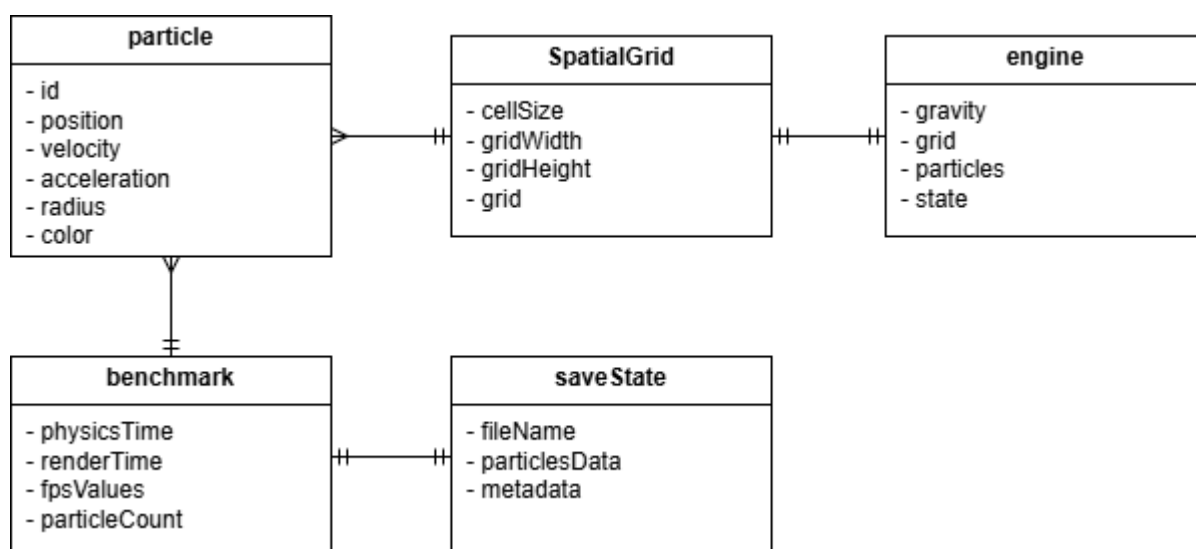 particle
- id
- position
- velocity
- acceleration
- radius
- color
SpatialGrid
- cellSize
- gridWidth
- gridHeight
- grid
engine
- gravity
- grid
- particles
- state
benchmark
- physicsTime
- renderTime
- fpsValues
- particleCount
saveState
- fileName
- particlesData
- metadata